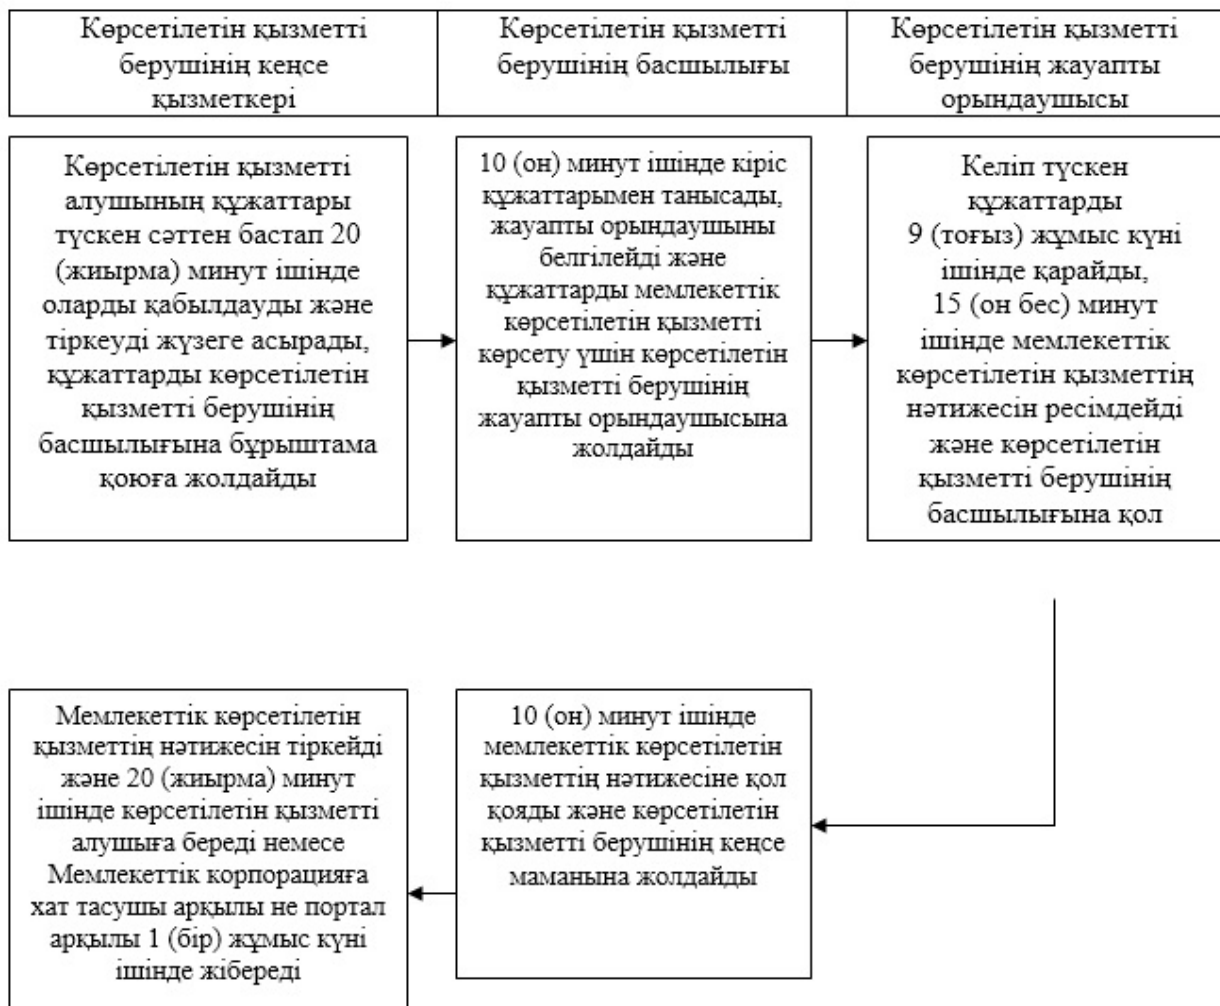 Көрсетілетін қызметті
берушінің кеңсе
қызметкері
Көрсетілетін қызметті
берушінің басшылығы
Көрсетілетін қызметті
берушінің жауапты
орындаушысы
Көрсетілетін қызметті
алушының құжаттары
түскен сәттен бастап 20
(жиырма) минут ішінде
оларды қабылдауды және
тіркеуді жүзеге асырады,
құжаттарды көрсетілетін
қызметті берушінің
басшылығына бұрыштама
қоюға жолдайды
10 (он) минут ішінде кіріс
құжаттарымен танысады,
жауапты орындаушыны
белгілейді және
құжаттарды мемлекеттік
көрсетілетін қызметті
көрсету үшін көрсетілетін
қызметті берушінің
жауапты орындаушысына
жолдайды
Келіп түскен
құжаттарды
9 (тоғыз) жұмыс күні
ішінде қарайды,
15 (он бес) минут
ішінде мемлекеттік
көрсетілетін қызметтің
нәтижесін ресімдейді
және көрсетілетін
қызметті берушінің
басшылығына қол
Мемлекеттік көрсетілетін
қызметтің нәтижесін тіркейді
және 20 (жиырма) минут
ішінде көрсетілетін қызметті
алушыға береді немесе
Мемлекеттік корпорацияға
хат тасушы арқылы не портал
арқылы 1 (бір) жұмыс күні
ішінде жібереді
10 (он) минут ішінде
мемлекеттік көрсетілетін
қызметтің нәтижесіне қол
қояды және көрсетілетін
қызметті берушінің кеңсе
маманына жолдайды